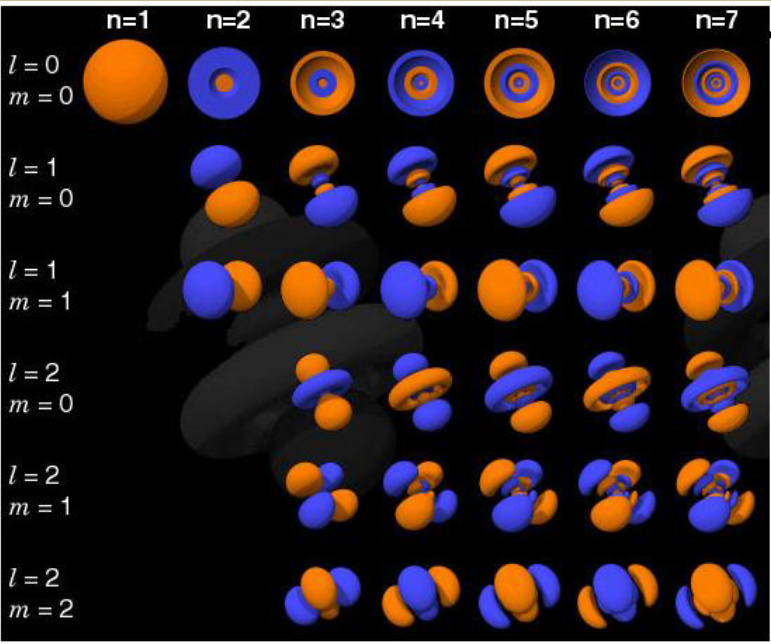 n=1 n=2 n=3 n=4 n=5 n=6 n=7
l = 0
m = 0
l = 1
m = 0
l = 1
m = 1
l = 2
m = 0
l = 2
m = 1
l = 2
m = 2